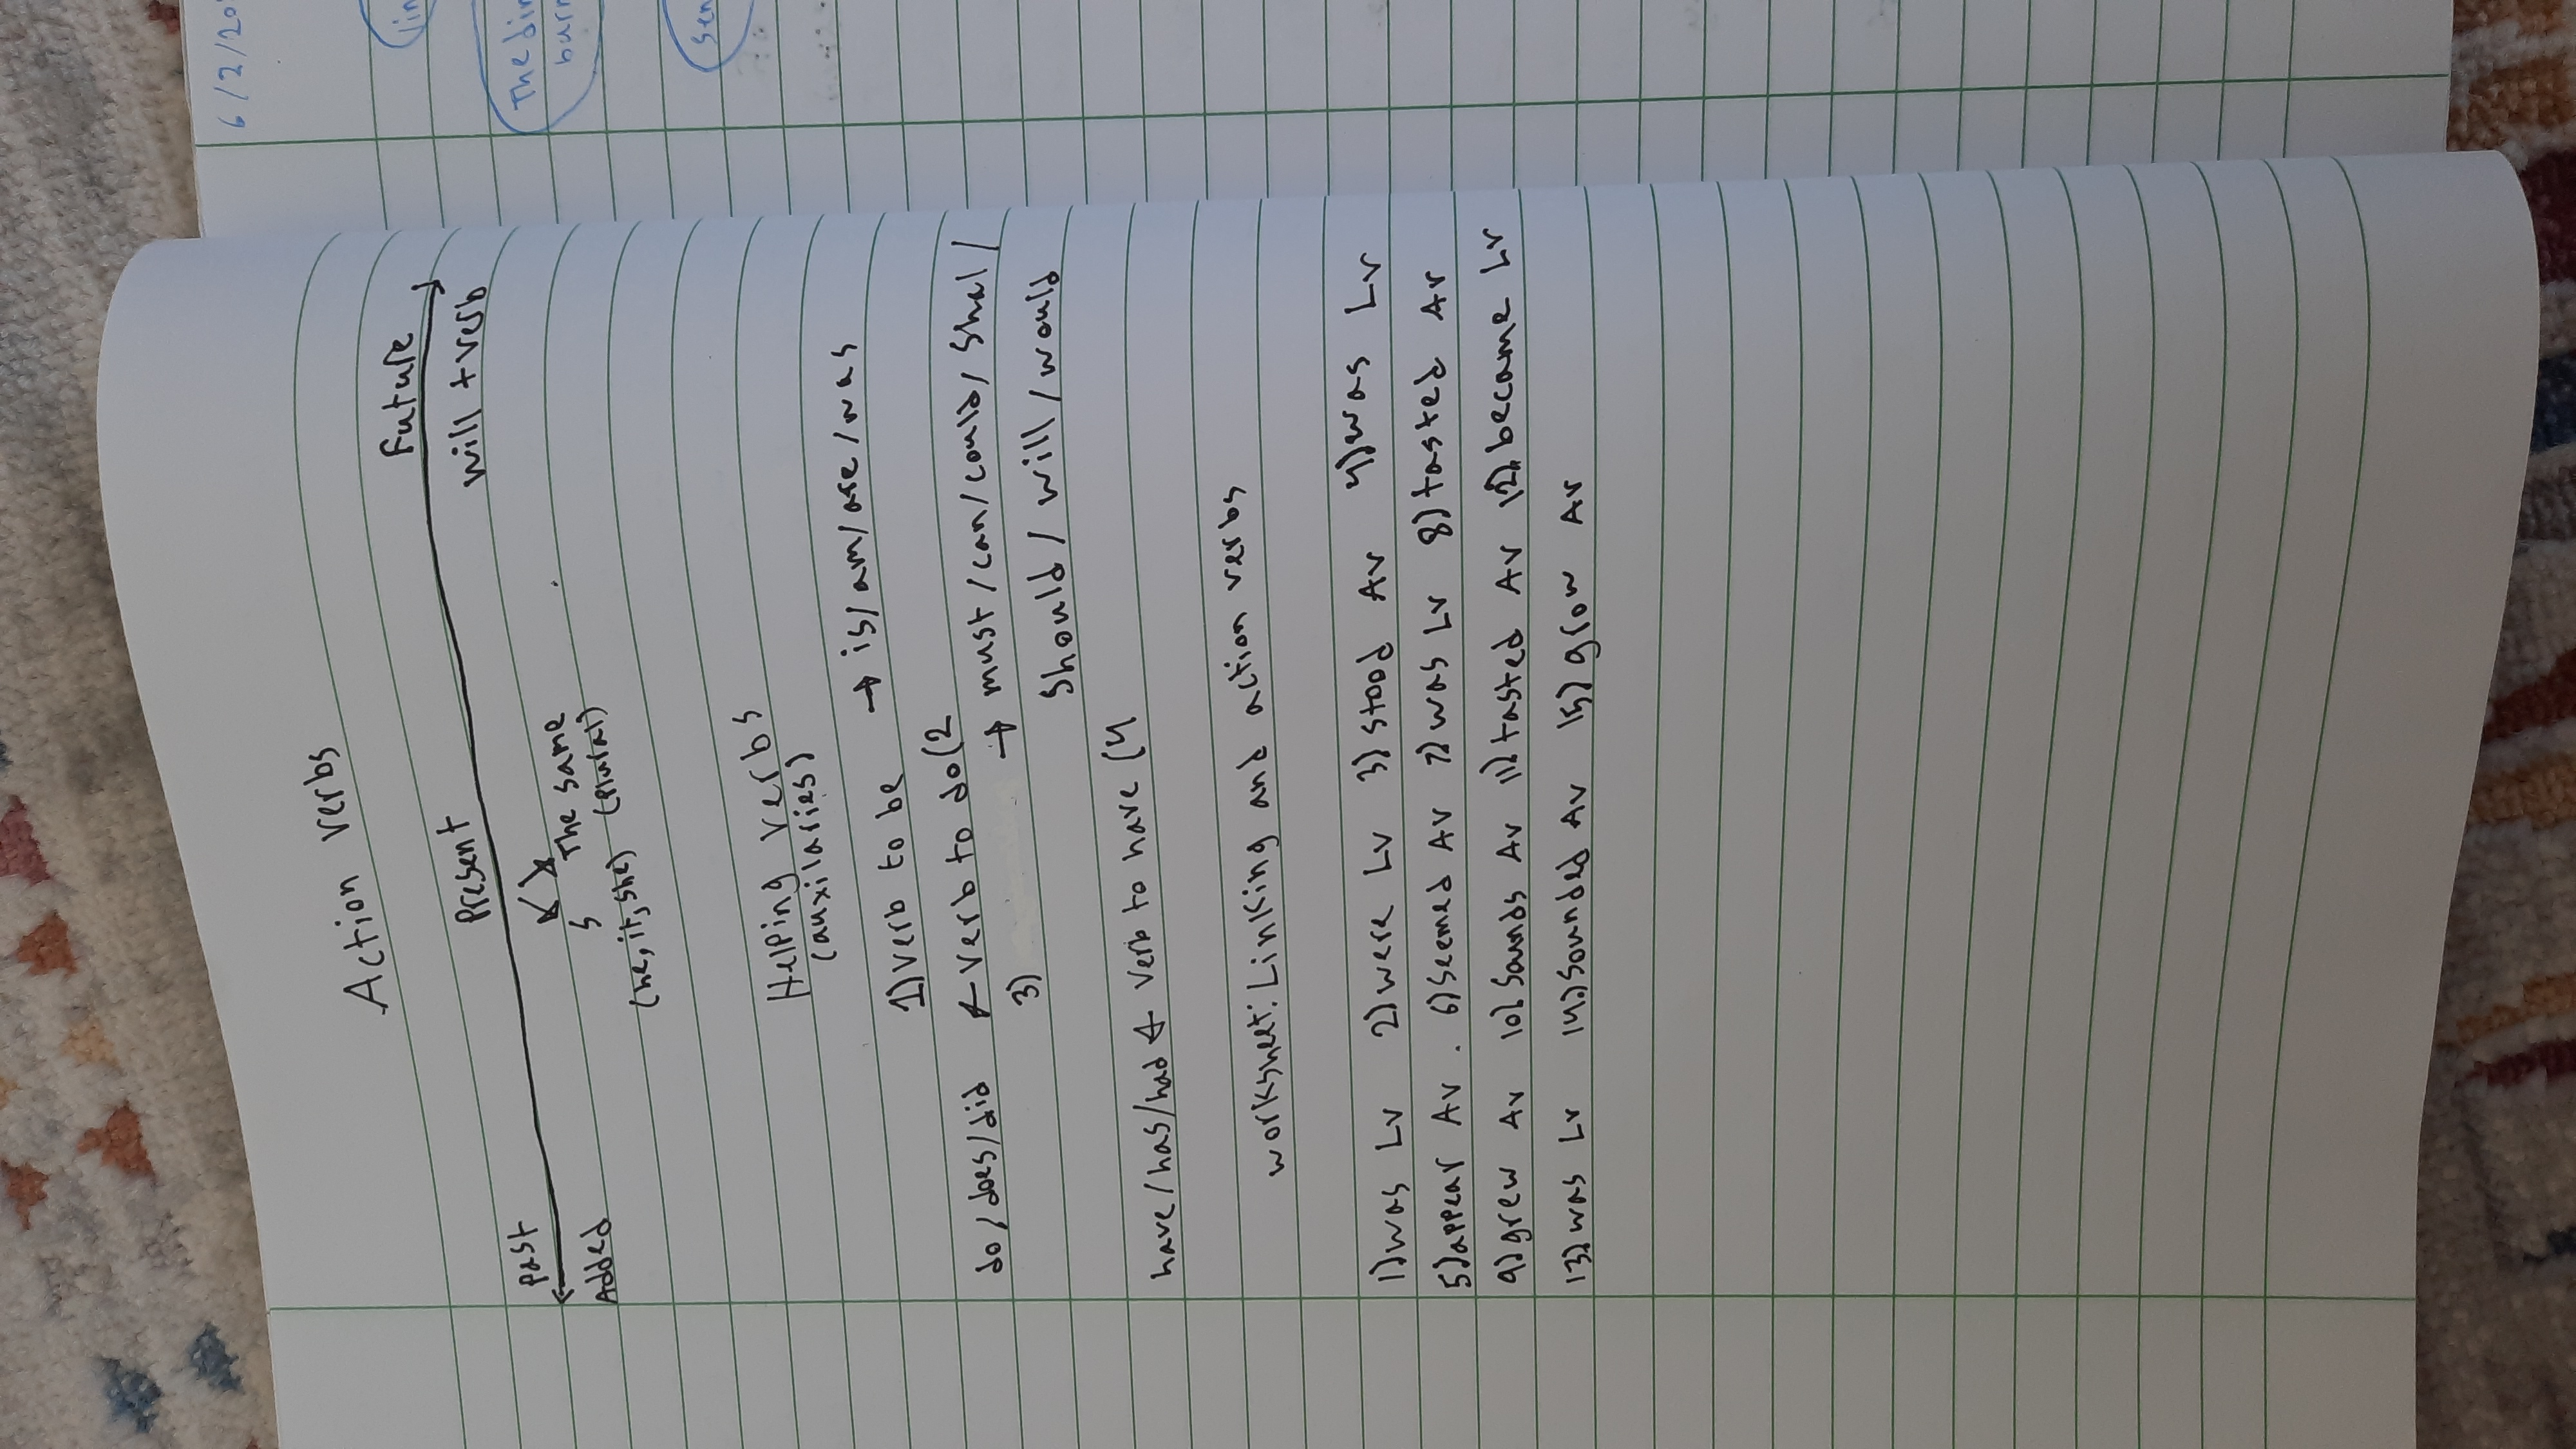 Action verbs
Future
Present
will + verb
past
Added
s
The same
(he, it, she) (Plural)
Helping verbs
(auxilaries)
1) verb to be → is/am/are/was
do/does/did ← verb to do (2
3) → must/can/could/shal/
should/will/would
have/has/had ← verb to have (4
worksheet: Linking and action verbs
1) was Lv 2) were Lv 3) stood Av 4) was Lv
5) appear Av . 6) seemed Av 7) was Lv 8) tasted Av
9) grew Av 10) sounds Av 11) tasted Av 12) became Lv
13) was Lv 14) sounded Av 15) grow Av
6/2/20
The